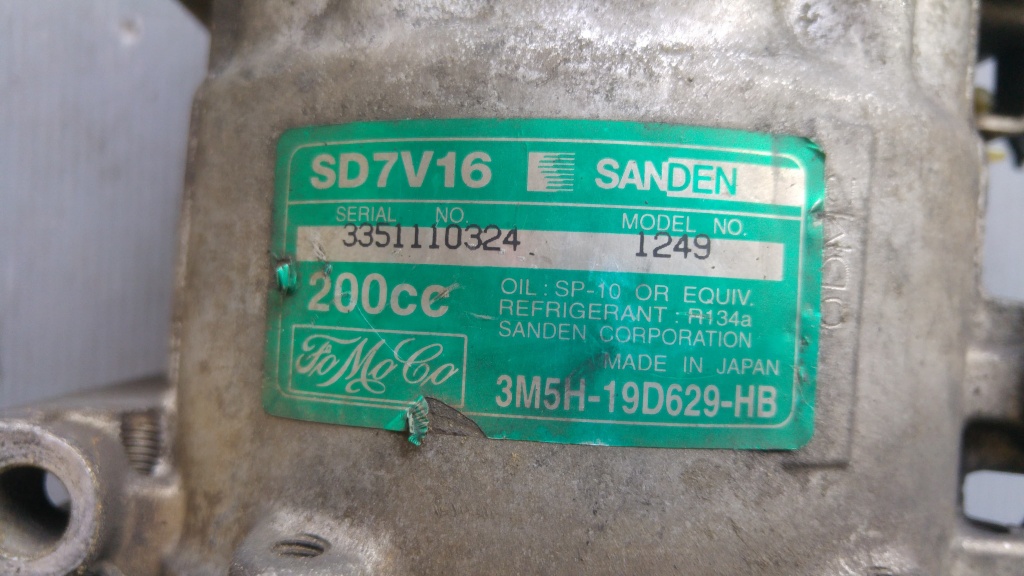 SD7V16 SANDEN
SERIAL NO. MODEL NO.
3351110324 1249
200cc
OIL : SP-10 OR EQUIV.
REFRIGERANT : R134a
SANDEN CORPORATION
MADE IN JAPAN
FoMoCo
3M5H-19D629-HB